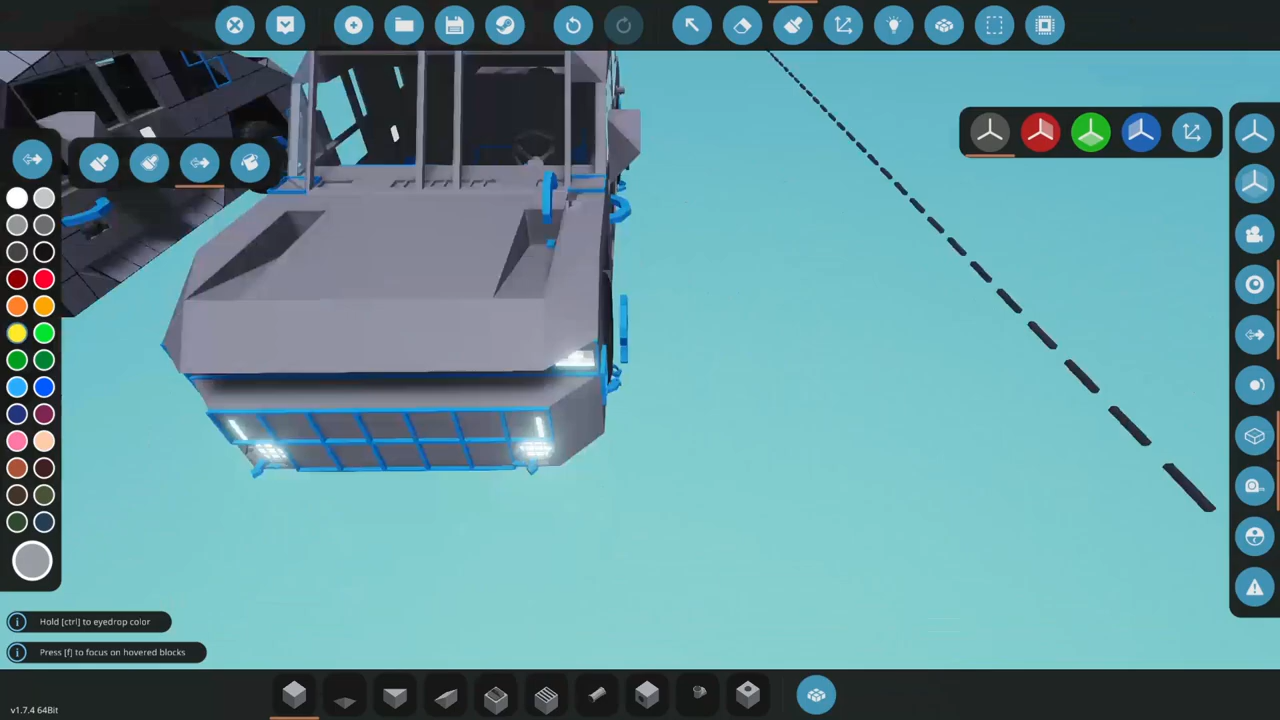 Hold [ctrl] to eyedrop color
Press [f] to focus on hovered blocks
v1.7.4 64Bit